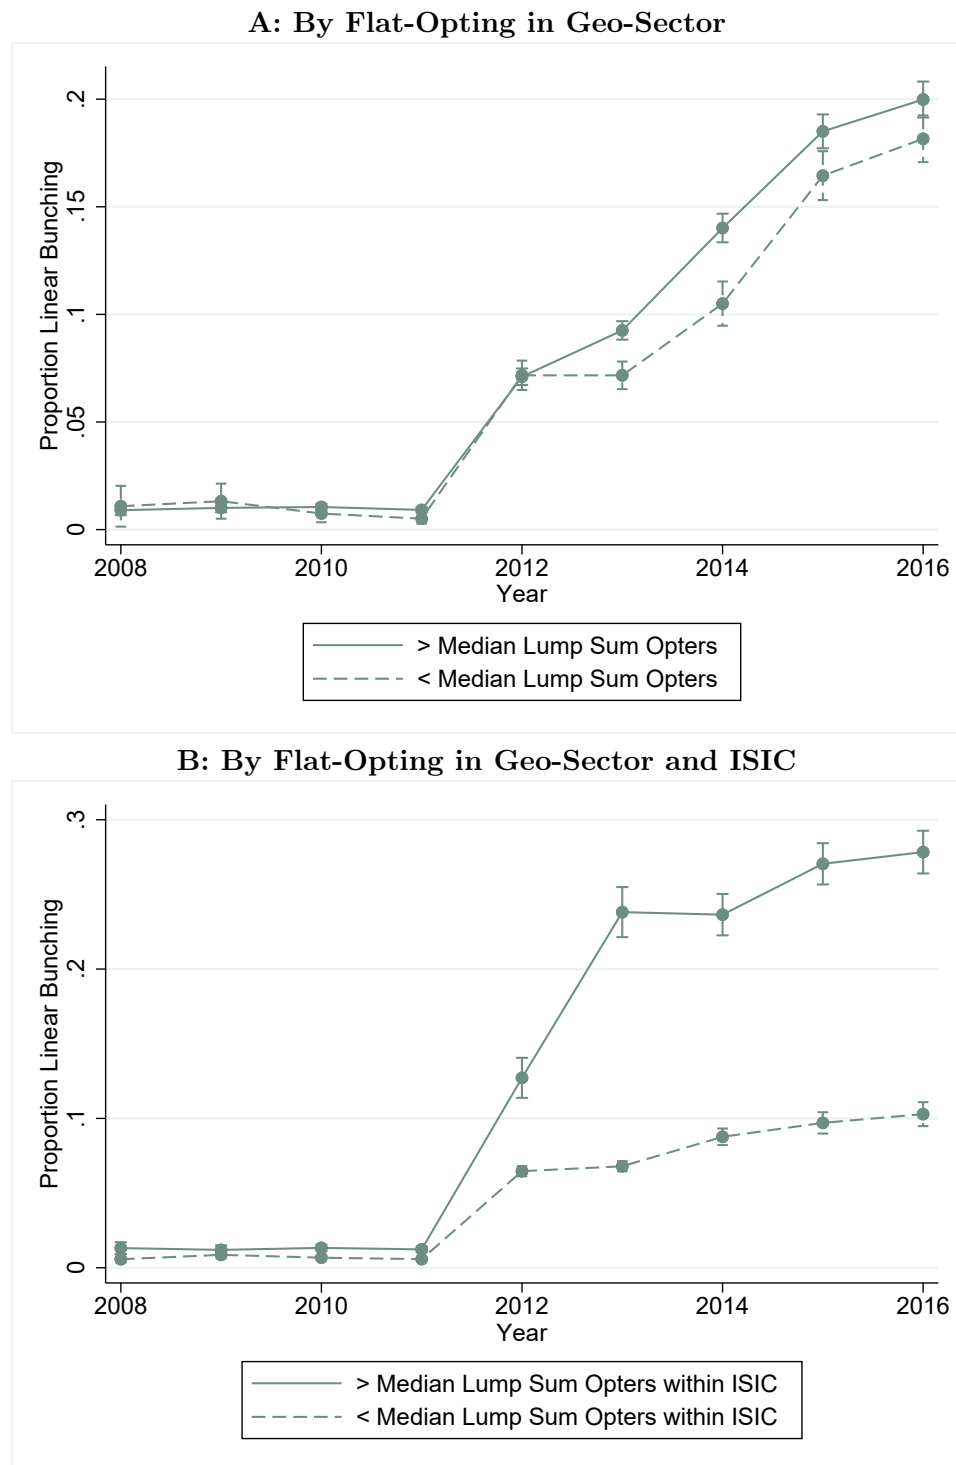 A: By Flat-Opting in Geo-Sector
Proportion Linear Bunching
.2
.15
.1
.05
0
2008 2010 2012 2014 2016
Year
> Median Lump Sum Opters
< Median Lump Sum Opters
B: By Flat-Opting in Geo-Sector and ISIC
Proportion Linear Bunching
.3
.2
.1
0
2008 2010 2012 2014 2016
Year
> Median Lump Sum Opters within ISIC
< Median Lump Sum Opters within ISIC